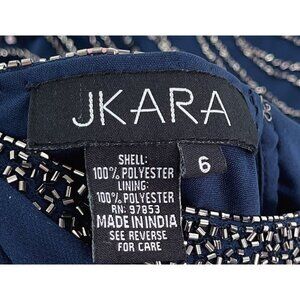 JKARA
6
SHELL:
100% POLYESTER
LINING:
100% POLYESTER
RN: 97853
MADE IN INDIA
SEE REVERSE
FOR CARE